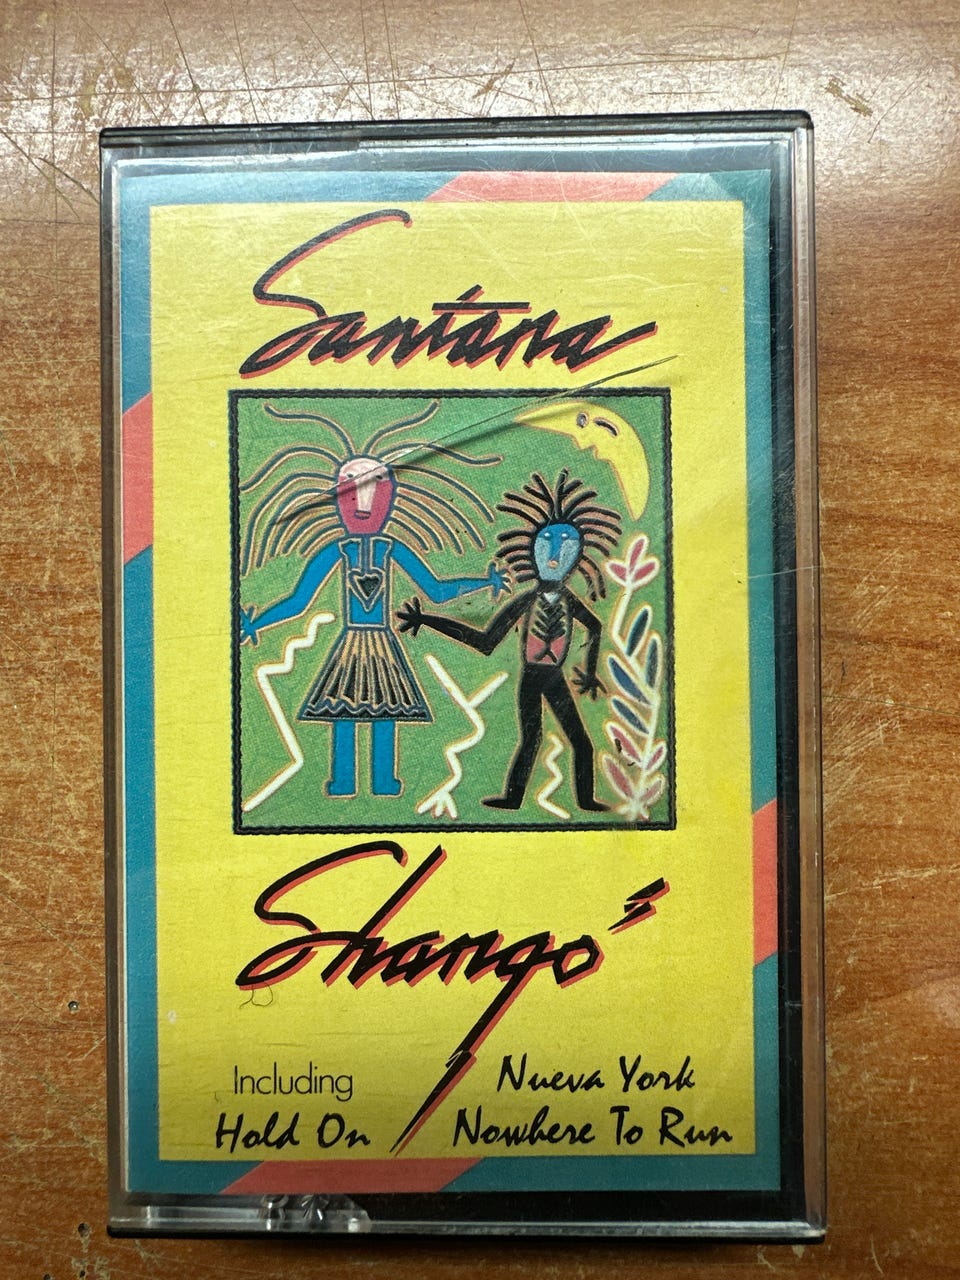 Santana
Shangó
Including
Hold On
Nueva York
Nowhere To Run